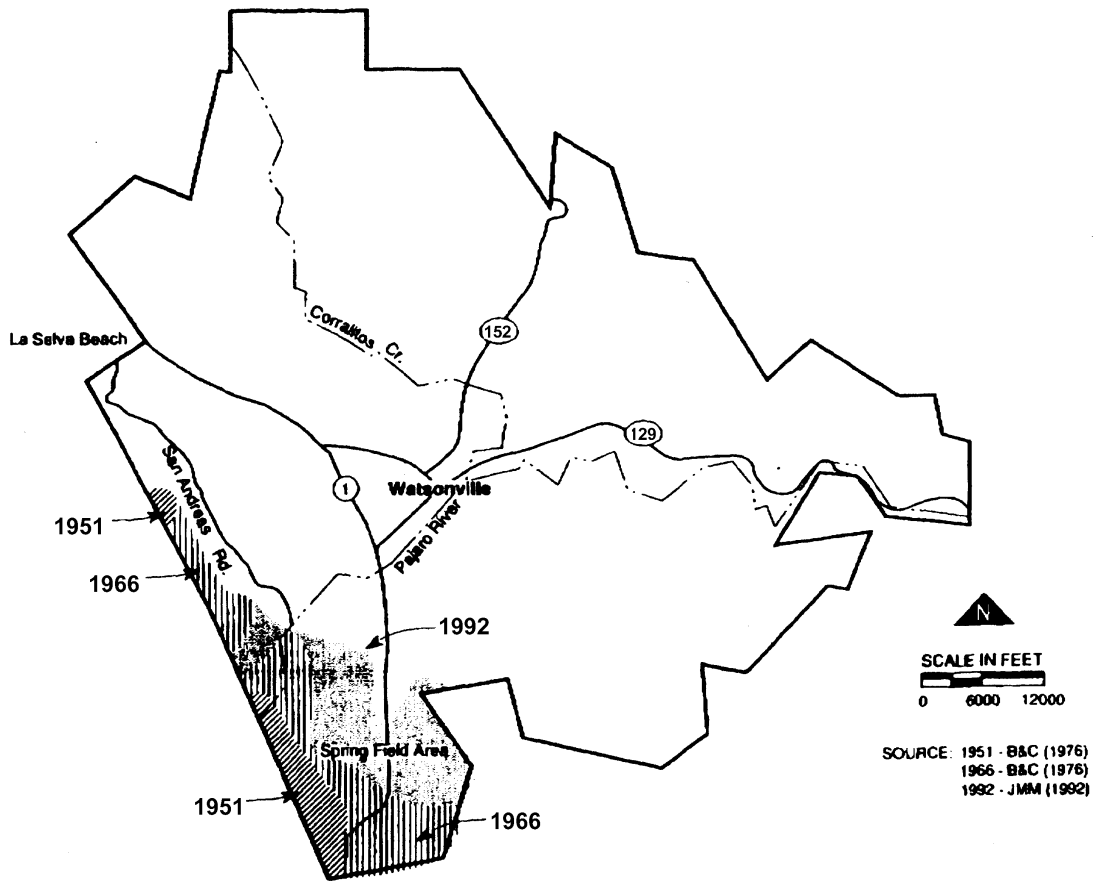 La Selva Beach
Corralitos Cr.
152
129
San Andreas Rd.
1
Watsonville
Pajaro River
1951
1966
1992
N
SCALE IN FEET
0 6000 12000
Spring Field Area
SOURCE: 1951 - B&C (1976)
1966 - B&C (1976)
1992 - JMM (1992)
1951
1966